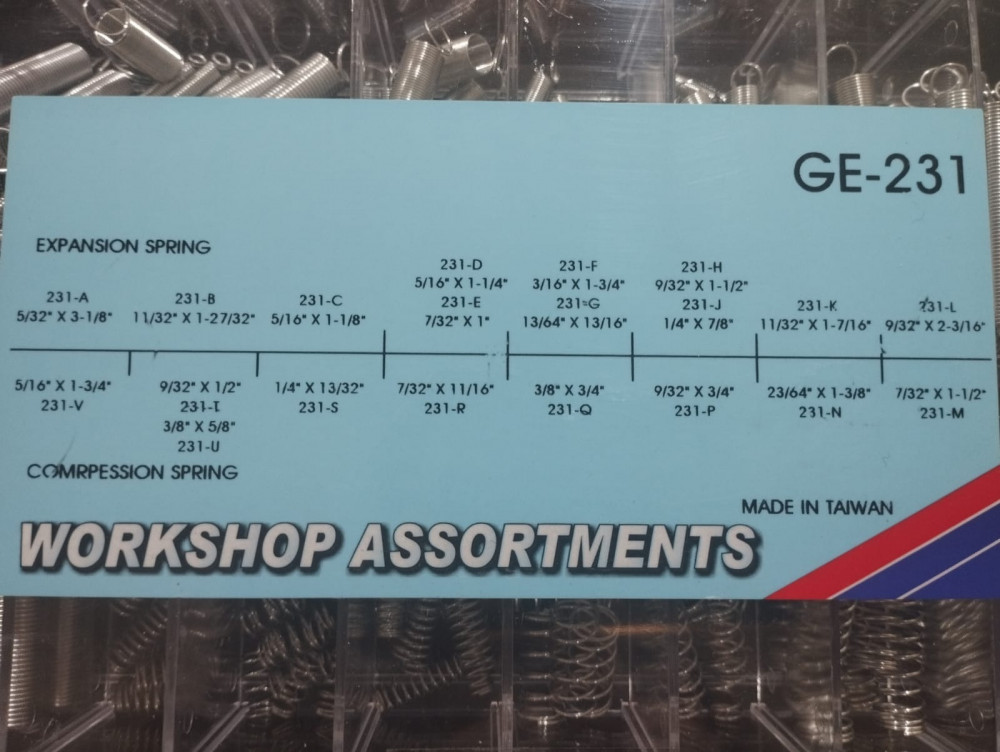 GE-231
EXPANSION SPRING
231-D 231-F 231-H
5/16" X 1-1/4" 3/16" X 1-3/4" 9/32" X 1-1/2"
231-A 231-B 231-C 231-E 231-G 231-J 231-K 231-L
5/32" X 3-1/8" 11/32" X 1-27/32" 5/16" X 1-1/8" 7/32" X 1" 13/64" X 13/16" 1/4" X 7/8" 11/32" X 1-7/16" 9/32" X 2-3/16"
5/16" X 1-3/4" 9/32" X 1/2" 1/4" X 13/32" 7/32" X 11/16" 3/8" X 3/4" 9/32" X 3/4" 23/64" X 1-3/8" 7/32" X 1-1/2"
231-V 231-T 231-S 231-R 231-Q 231-P 231-N 231-M
3/8" X 5/8"
231-U
COMRPESSION SPRING
MADE IN TAIWAN
WORKSHOP ASSORTMENTS